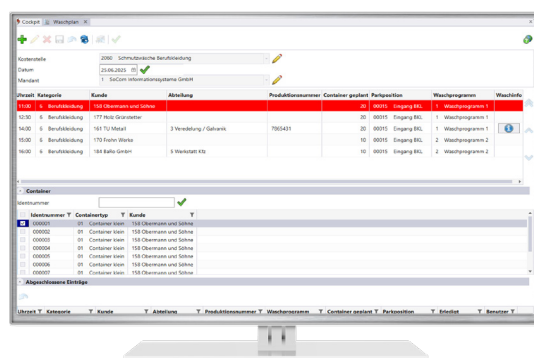 Cockpit Waschplan
Kostenstelle 2060 Schmutzwäsche Berufskleidung
Datum 25.06.2025
Mandant 1 SoCom Informationssysteme GmbH
Uhrzeit Kategorie Kunde Abteilung Produktionsnummer Container geplant Parkposition Waschprogramm Waschinfo
11:00 6 Berufskleidung 158 Obermann und Söhne 20 00015 Eingang BKL 1 Waschprogramm 1
12:30 6 Berufskleidung 177 Holz Grünstetter 20 00015 Eingang BKL 1 Waschprogramm 1
14:00 6 Berufskleidung 161 TU Metall 3 Veredelung / Galvanik 7065431 20 00015 Eingang BKL 1 Waschprogramm 1
15:00 6 Berufskleidung 170 Frohn Werke 10 00015 Eingang BKL 2 Waschprogramm 2
16:00 6 Berufskleidung 188 BaRo GmbH 5 Werkstatt Kfz 10 00015 Eingang BKL 2 Waschprogramm 2
Container
Identnummer
Identnummer Containertyp Kunde
000001 01 Container klein 158 Obermann und Söhne
000002 01 Container klein 158 Obermann und Söhne
000003 01 Container klein 158 Obermann und Söhne
000004 01 Container klein 158 Obermann und Söhne
000005 01 Container klein 158 Obermann und Söhne
000006 01 Container klein 158 Obermann und Söhne
000007 01 Container klein 158 Obermann und Söhne
Abgeschlossene Einträge
Uhrzeit Kategorie Kunde Abteilung Produktionsnummer Waschprogramm Container geplant Parkposition Erledigt Benutzer